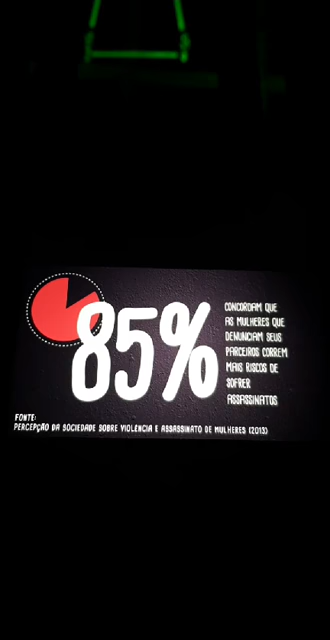 85%
CONCORDAM QUE
AS MULHERES QUE
DENUNCIAM SEUS
PARCEIROS CORREM
MAIS RISCOS DE
SOFRER
ASSASSINATOS
FONTE:
PERCEPÇÃO DA SOCIEDADE SOBRE VIOLÊNCIA E ASSASSINATO DE MULHERES (2013)